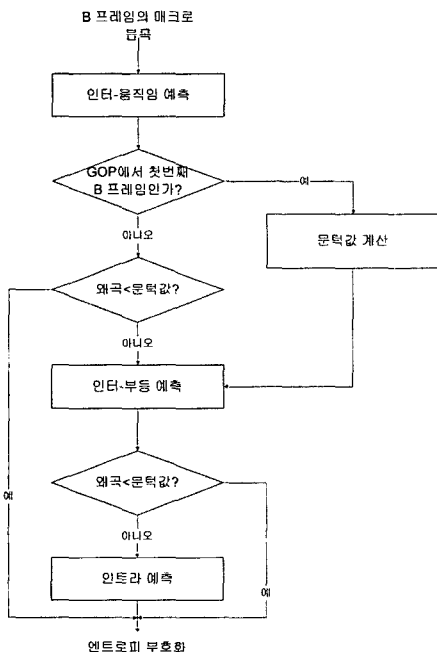 B 프레임의 매크로
블록
인터-움직임 예측
GOP에서 첫번째
B 프레임인가?
예
아니오
문턱값 계산
왜곡<문턱값?
아니오
인터-부등 예측
왜곡<문턱값?
예
아니오
인트라 예측
예
엔트로피 부호화